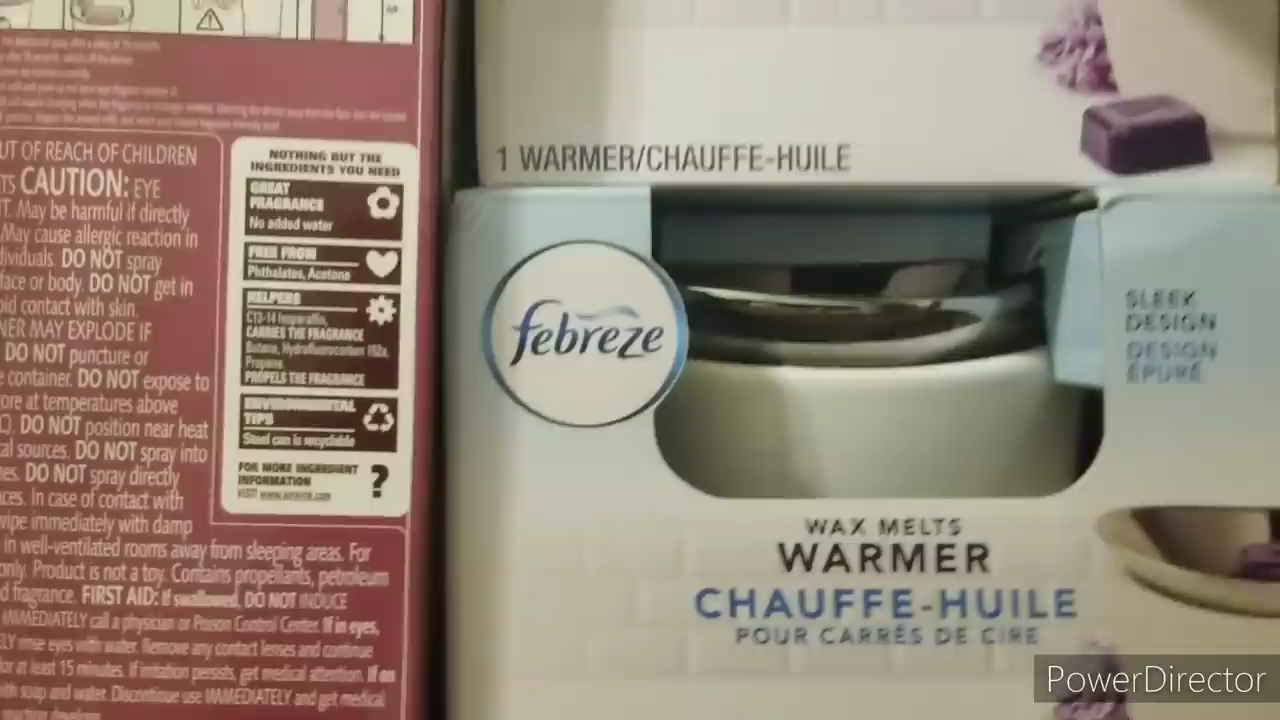 UT OF REACH OF CHILDREN
TS CAUTION: EYE
T. May be harmful if directly
May cause allergic reaction in
dividuals. DO NOT spray
face or body. DO NOT get in
oid contact with skin.
NER MAY EXPLODE IF
DO NOT puncture or
e container. DO NOT expose to
ore at temperatures above
C). DO NOT position near heat
al sources. DO NOT spray into
es. DO NOT spray directly
ces. In case of contact with
wipe immediately with damp
in well-ventilated rooms away from sleeping areas. For
only. Product is not a toy. Contains propellants, petroleum
d fragrance. FIRST AID: If swallowed, DO NOT INDUCE
IMMEDIATELY call a physician or Poison Control Center. If in eyes,
ELY rinse eyes with water. Remove any contact lenses and continue
for at least 15 minutes. If irritation persists, get medical attention. If on
ith soap and water. Discontinue use IMMEDIATELY and get medical
NOTHING BUT THE
INGREDIENTS YOU NEED
GREAT
FRAGRANCE
No added water
FREE FROM
Phthalates, Acetone
HELPERS
C13-14 Isoparaffin,
CARRIES THE FRAGRANCE
Butane, Hydrofluorocarbon 152a,
Propane
PROPELS THE FRAGRANCE
ENVIRONMENTAL
TIPS
Steel can is recyclable
FOR MORE INGREDIENT
INFORMATION
VISIT www.airwick.com
?
1 WARMER/CHAUFFE-HUILE
febreze
SLEEK
DESIGN
DESIGN
ÉPURÉ
WAX MELTS
WARMER
CHAUFFE-HUILE
POUR CARRÉS DE CIRE
PowerDirector